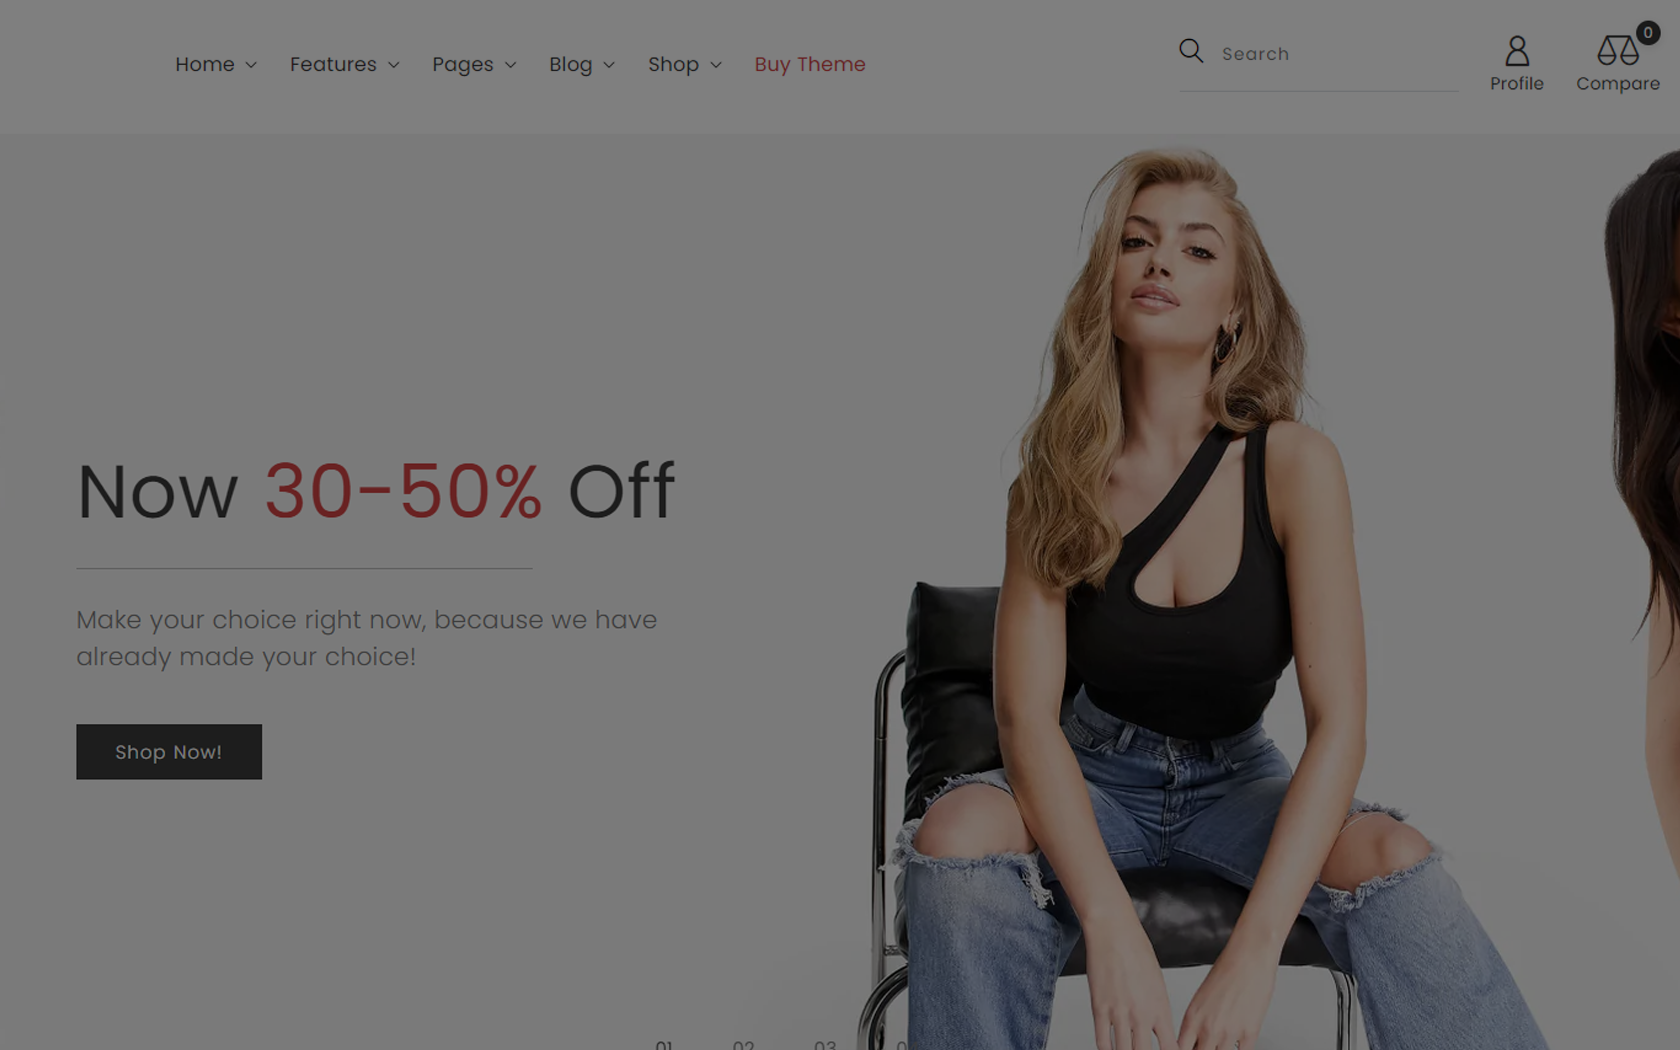 Home Features Pages Blog Shop Buy Theme Search Profile Compare 0
Now 30-50% Off
Make your choice right now, because we have
already made your choice!
Shop Now!
01 02 03